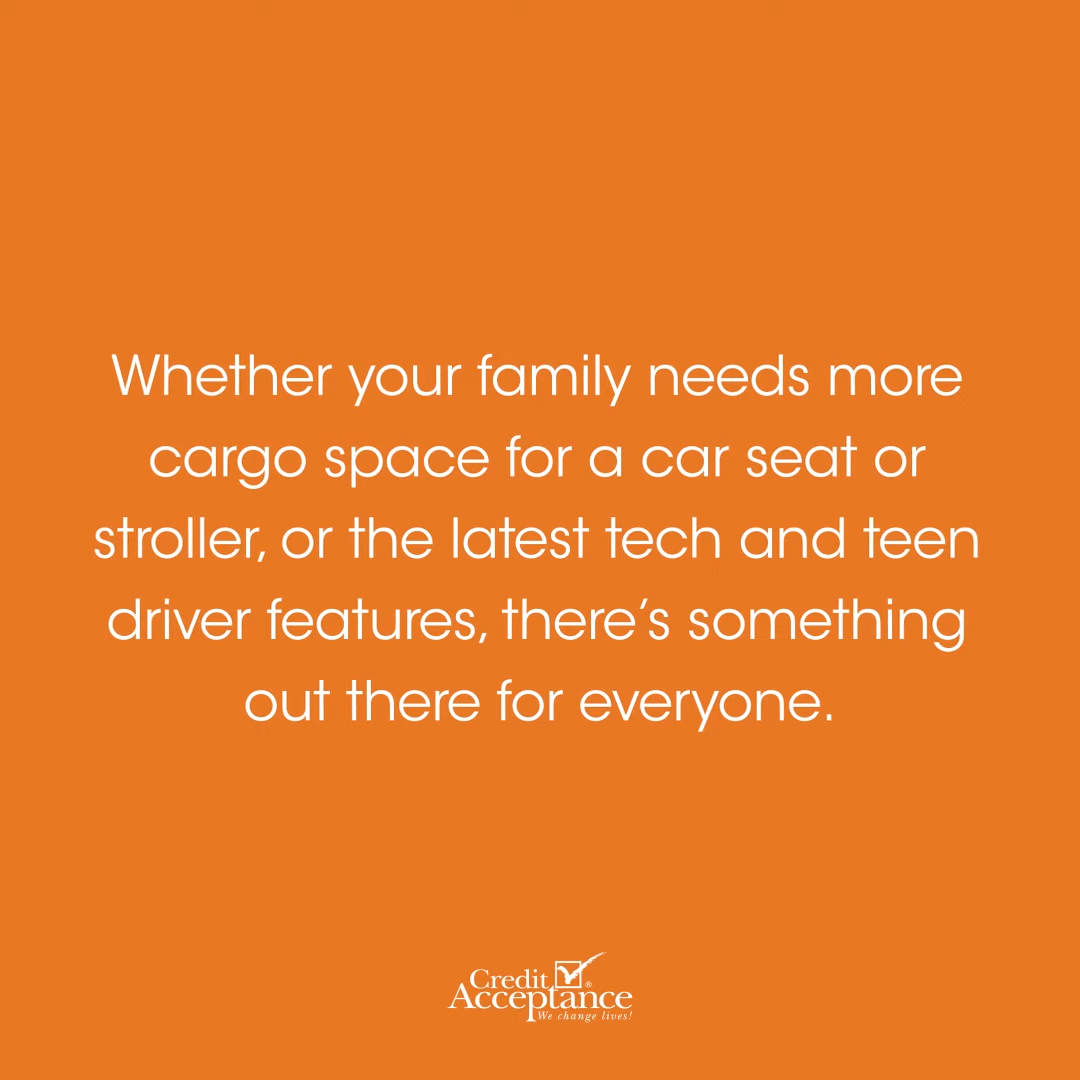 Whether your family needs more
cargo space for a car seat or
stroller, or the latest tech and teen
driver features, there’s something
out there for everyone.
Credit
Acceptance®
We change lives!